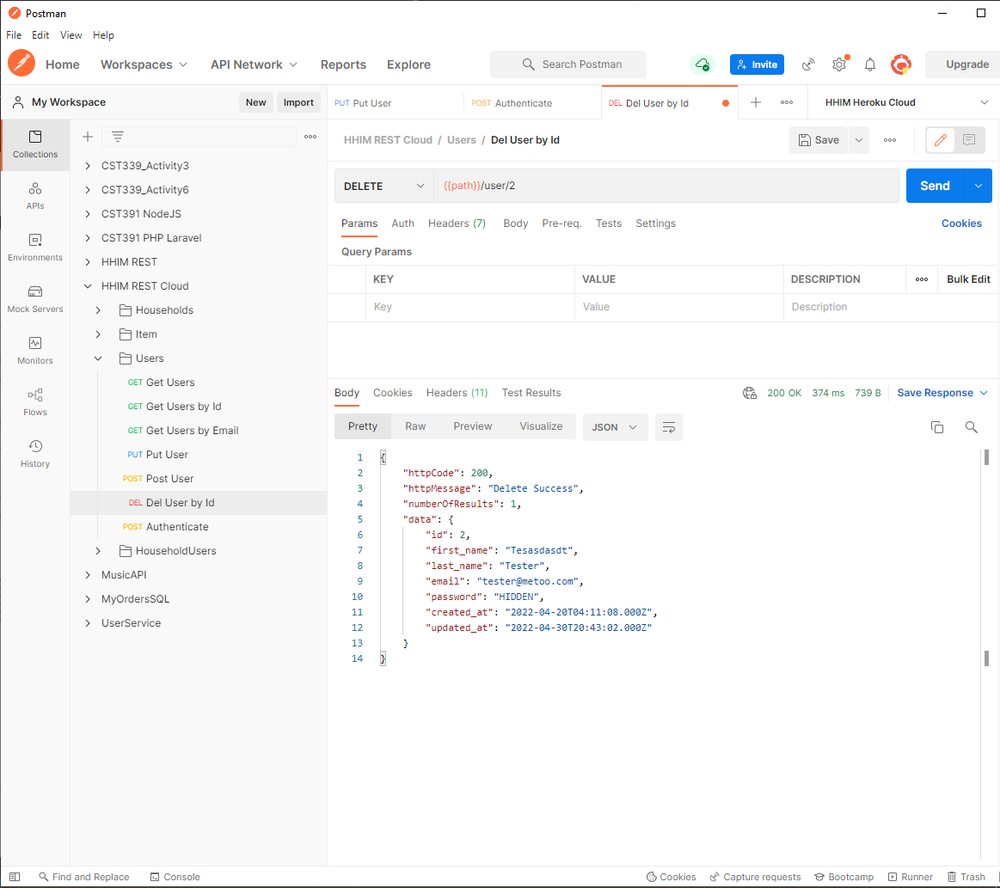 Postman
File Edit View Help
Home Workspaces API Network Reports Explore Search Postman Invite Upgrade
My Workspace New Import
PUT Put User POST Authenticate DEL Del User by Id HHIM Heroku Cloud
Collections
APIs
Environments
Mock Servers
Monitors
Flows
History
CST339_Activity3
CST339_Activity6
CST391 NodeJS
CST391 PHP Laravel
HHIM REST
HHIM REST Cloud
Households
Item
Users
GET Get Users
GET Get Users by Id
GET Get Users by Email
PUT Put User
POST Post User
DEL Del User by Id
POST Authenticate
HouseholdUsers
MusicAPI
MyOrdersSQL
UserService
HHIM REST Cloud / Users / Del User by Id Save
DELETE {{path}}/user/2 Send
Params Auth Headers (7) Body Pre-req. Tests Settings Cookies
Query Params
KEY VALUE DESCRIPTION Bulk Edit
Key Value Description
Body Cookies Headers (11) Test Results 200 OK 374 ms 739 B Save Response
Pretty Raw Preview Visualize JSON
1 {
2 "httpCode": 200,
3 "httpMessage": "Delete Success",
4 "numberOfResults": 1,
5 "data": {
6 "id": 2,
7 "first_name": "Tesasdasdt",
8 "last_name": "Tester",
9 "email": "tester@metoo.com",
10 "password": "HIDDEN",
11 "created_at": "2022-04-20T04:11:08.000Z",
12 "updated_at": "2022-04-30T20:43:02.000Z"
13 }
14 }
Find and Replace Console Cookies Capture requests Bootcamp Runner Trash